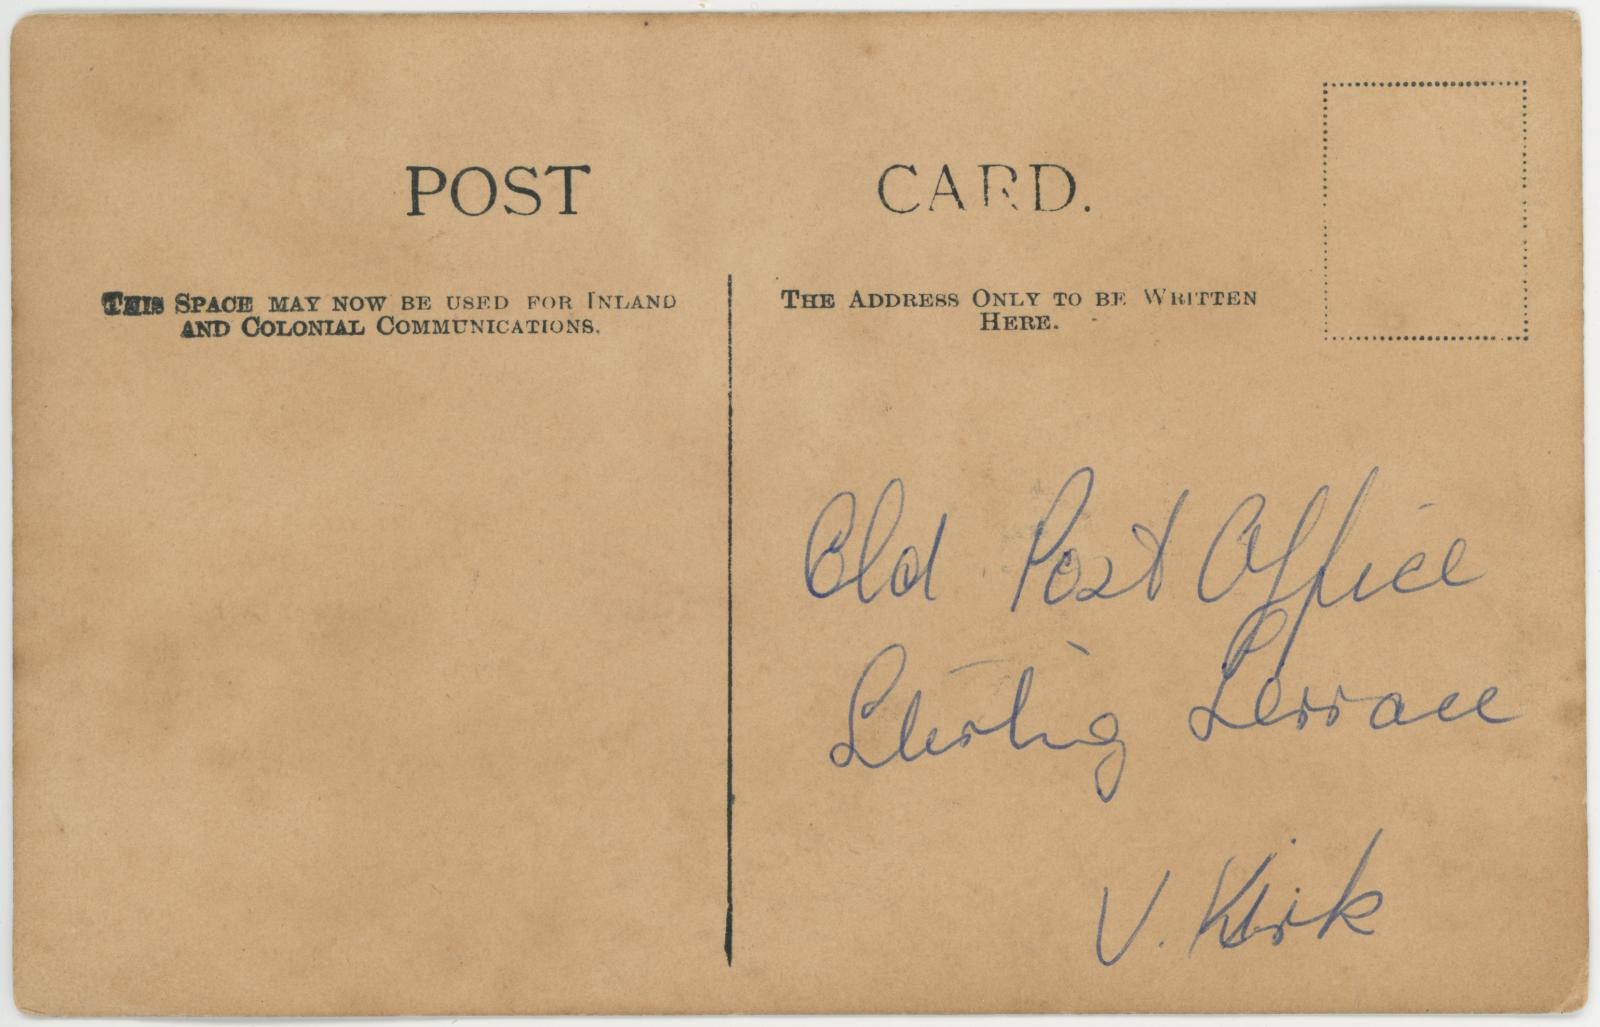 POST CARD.
THIS SPACE MAY NOW BE USED FOR INLAND
AND COLONIAL COMMUNICATIONS.
THE ADDRESS ONLY TO BE WRITTEN
HERE.
Old Post Office
Stirling Terrace
V. Kirk